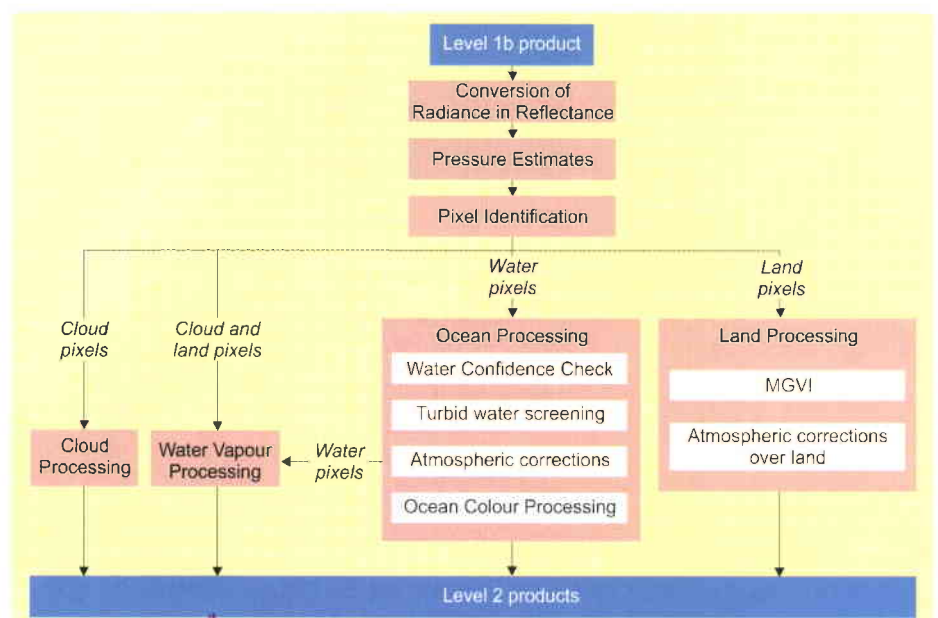 Level 1b product
Conversion of
Radiance in Reflectance
Pressure Estimates
Pixel Identification
Water
pixels
Land
pixels
Cloud
pixels
Cloud and
land pixels
Ocean Processing
Water Confidence Check
Turbid water screening
Atmospheric corrections
Ocean Colour Processing
Land Processing
MGVI
Atmospheric corrections
over land
Cloud
Processing
Water Vapour
Processing
Water
pixels
Level 2 products